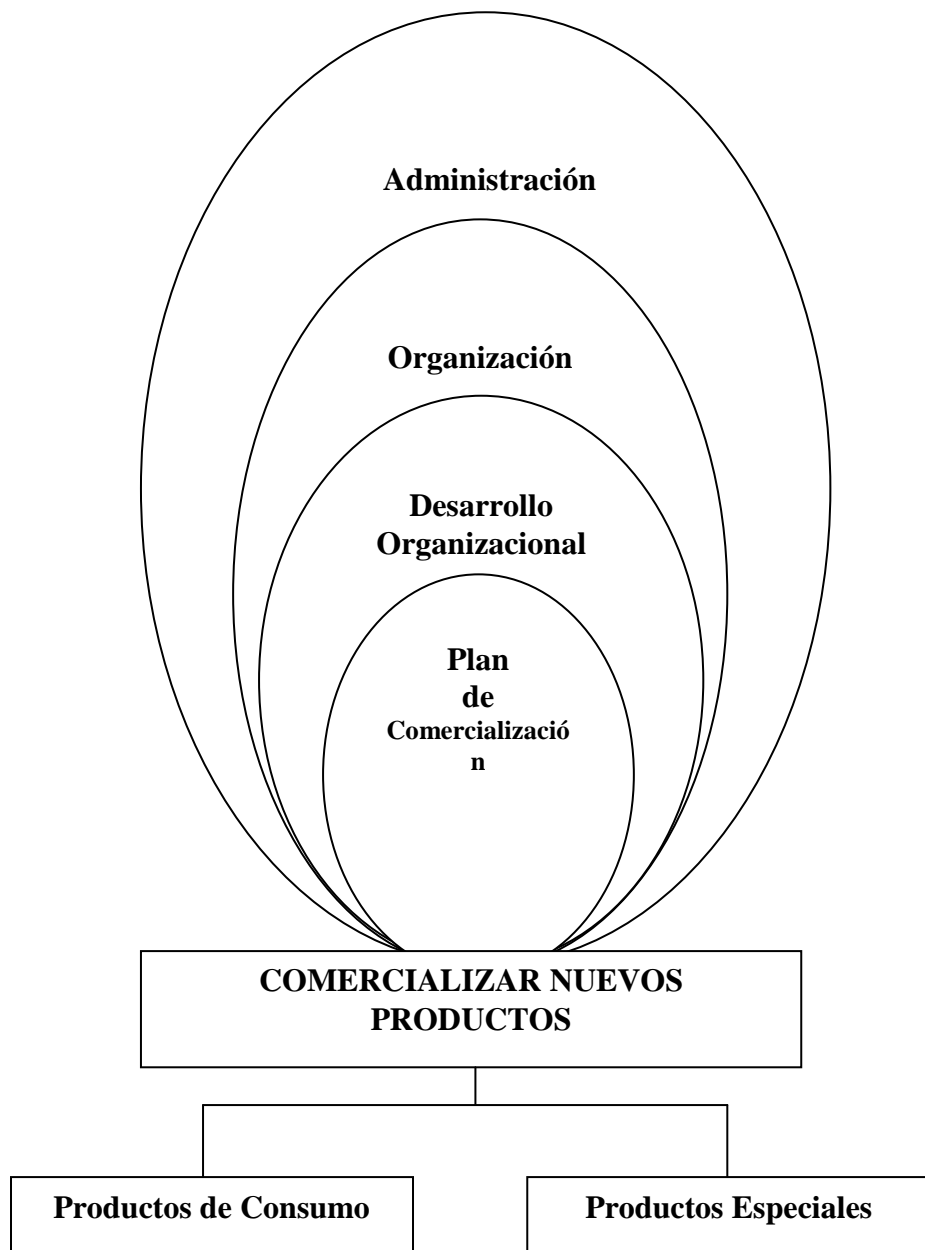 Administración
Organización
Desarrollo
Organizacional
Plan
de
Comercializació
n
COMERCIALIZAR NUEVOS
PRODUCTOS
Productos de Consumo
Productos Especiales